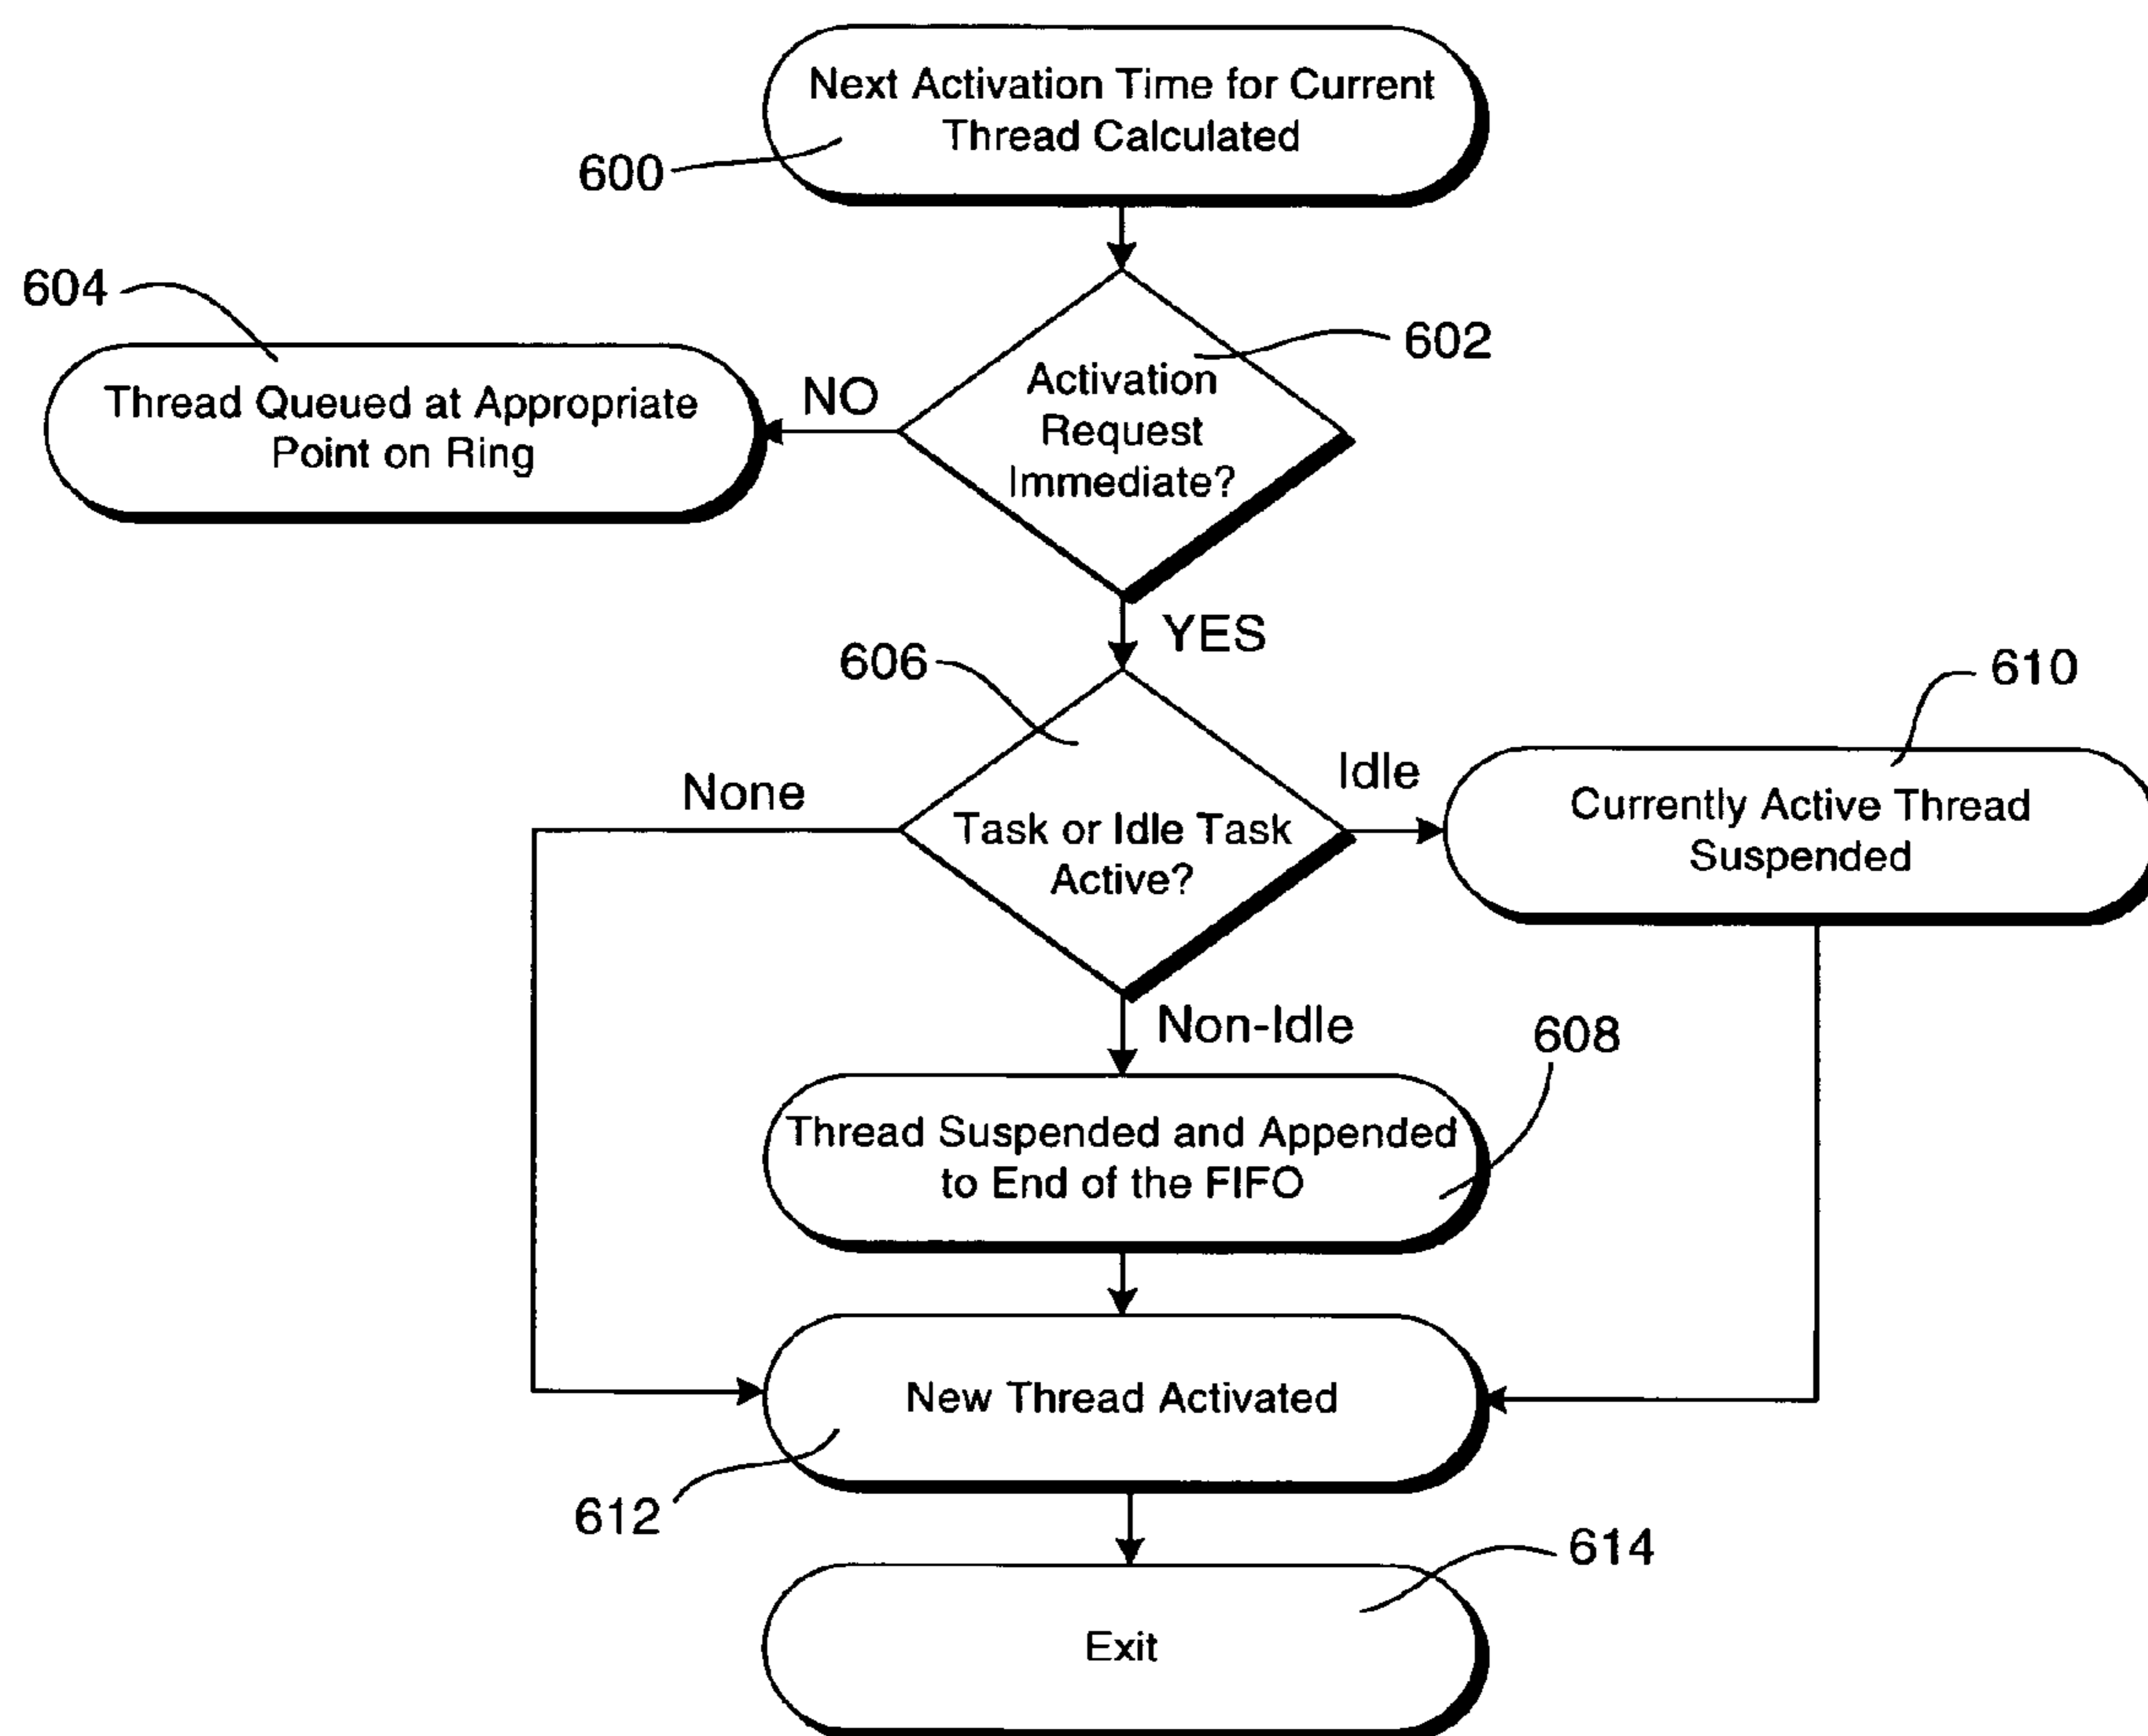 Next Activation Time for Current
Thread Calculated
600
604
602
Activation
Request
Immediate?
NO
Thread Queued at Appropriate
Point on Ring
YES
606
610
None
Idle
Task or Idle Task
Active?
Currently Active Thread
Suspended
Non-Idle
608
Thread Suspended and Appended
to End of the FIFO
New Thread Activated
612
614
Exit